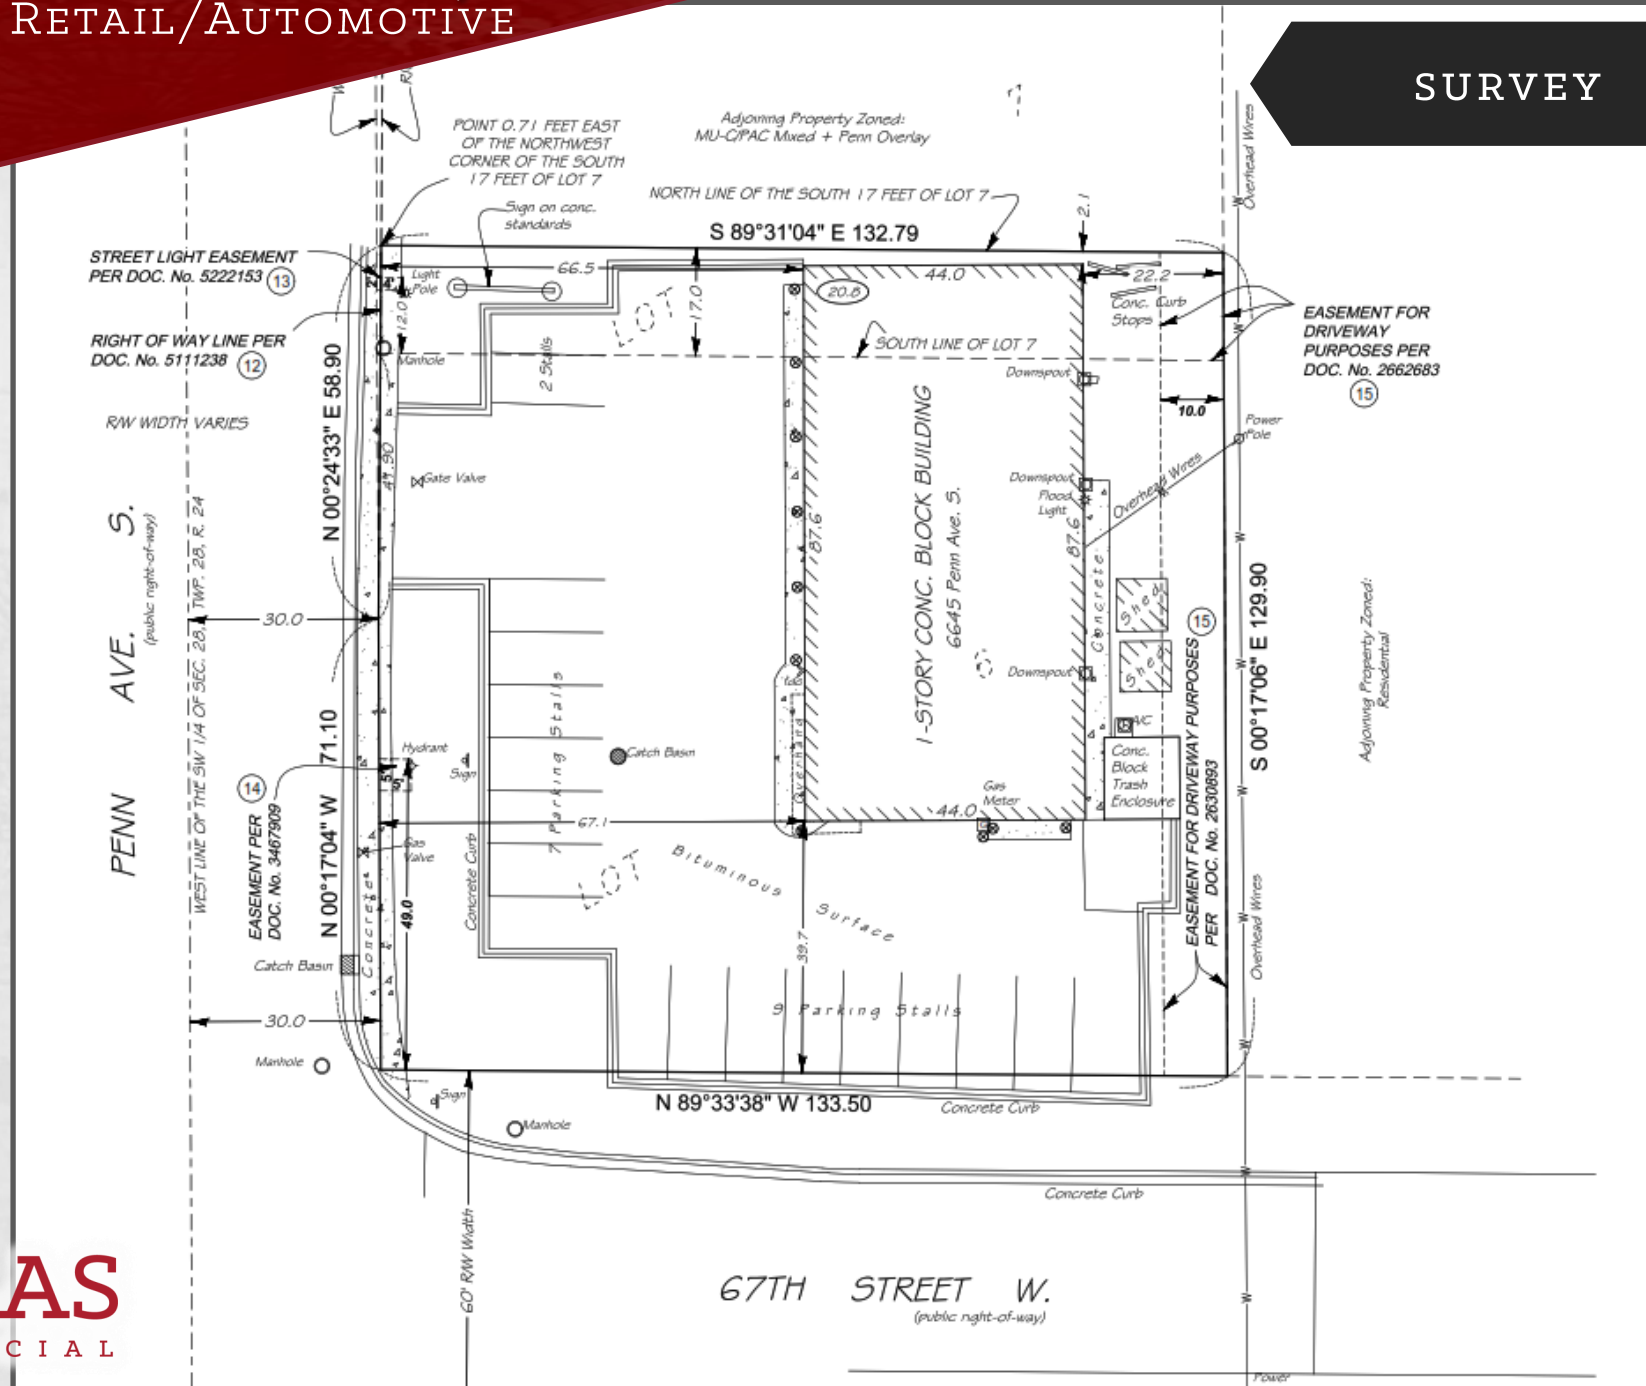 RETAIL/AUTOMOTIVE
SURVEY
Adjoining Property Zoned:
MU-C/PAC Mixed + Penn Overlay
POINT 0.71 FEET EAST
OF THE NORTHWEST
CORNER OF THE SOUTH
17 FEET OF LOT 7
Sign on conc.
standards
NORTH LINE OF THE SOUTH 17 FEET OF LOT 7
2.1
Overhead Wires
S 89°31'04" E 132.79
STREET LIGHT EASEMENT
PER DOC. No. 5222153 13
Light
Pole
66.5
44.0
22.2
20.8
17.0
12.0
LOT
Conc. Curb
Stops
EASEMENT FOR
DRIVEWAY
PURPOSES PER
DOC. No. 2662683
15
RIGHT OF WAY LINE PER
DOC. No. 5111238 12
Manhole
2 Stalls
SOUTH LINE OF LOT 7
Downspout
10.0
Power
Pole
R/W WIDTH VARIES
N 00°24'33" E 58.90
Gate Valve
Downspout
Flood
Light
Overhead Wires
PENN AVE. S.
(public right-of-way)
WEST LINE OF THE SW 1/4 OF SEC. 28, TWP. 28, R. 24
30.0
87.6
1-STORY CONC. BLOCK BUILDING
6645 Penn Ave. S.
87.6
Concrete
Shed
Shed
15
EASEMENT FOR DRIVEWAY PURPOSES
PER DOC. No. 2630893
S 00°17'06" E 129.90
Adjoining Property Zoned:
Residential
Downspout
A/C
N 00°17'04" W 71.10
Hydrant
Sign
7 Parking Stalls
Catch Basin
Overhang
Conc.
Block
Trash
Enclosure
14
EASEMENT PER
DOC. No. 3467909
5'
5'
Gas
Meter
44.0
67.1
Gas
Valve
Concrete Curb
LOT
Bituminous Surface
49.0
39.7
Concrete
Catch Basin
Overhead Wires
9 Parking Stalls
30.0
Manhole
Sign
N 89°33'38" W 133.50
Concrete Curb
Manhole
Concrete Curb
60' R/W Width
67TH STREET W.
(public right-of-way)
Power
AS
CIAL